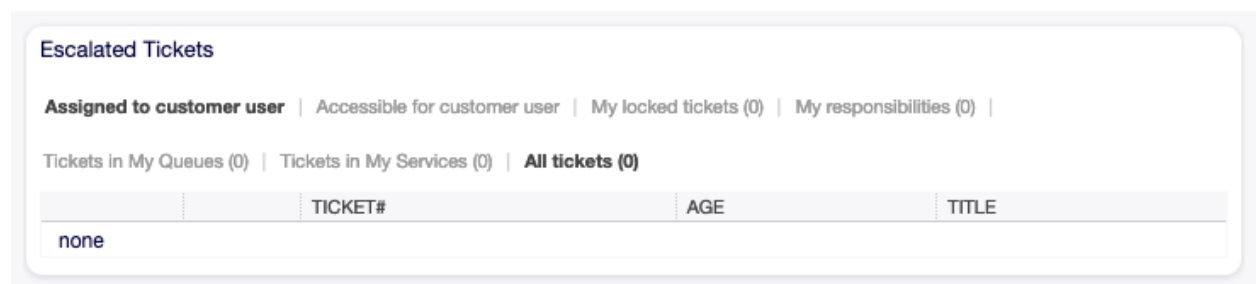 Escalated Tickets
Assigned to customer user | Accessible for customer user | My locked tickets (0) | My responsibilities (0) |
Tickets in My Queues (0) | Tickets in My Services (0) | All tickets (0)
TICKET# AGE TITLE
none